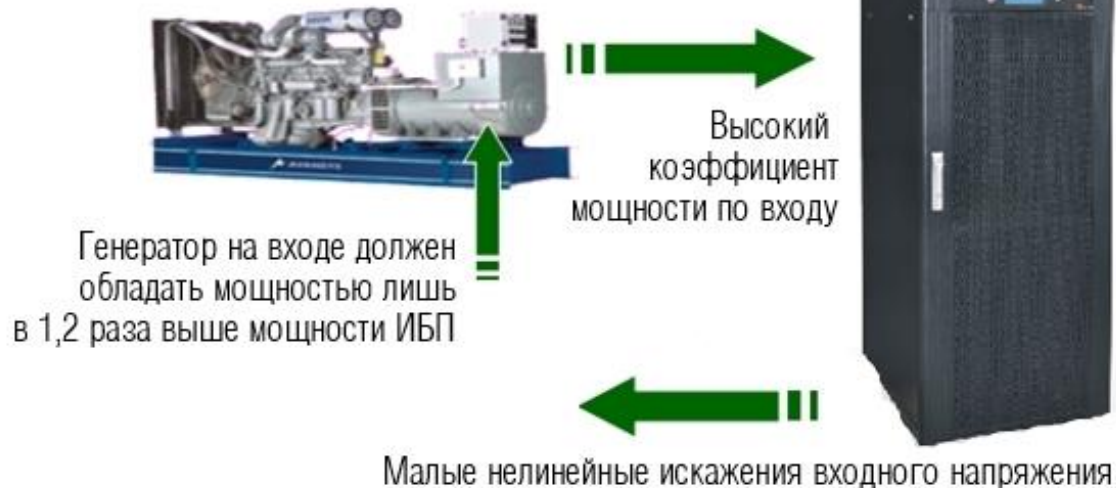 Высокий
коэффициент
мощности по входу
Генератор на входе должен
обладать мощностью лишь
в 1,2 раза выше мощности ИБП
Малые нелинейные искажения входного напряжения